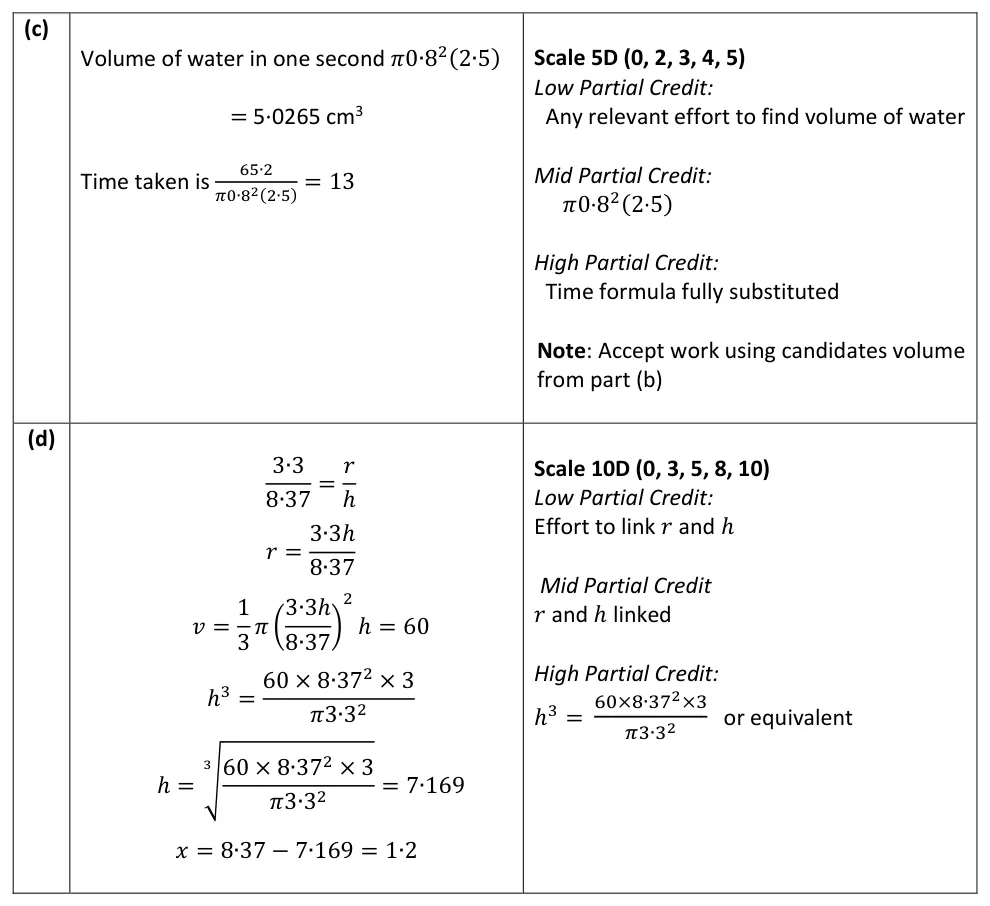 (c)
Volume of water in one second π0·8²(2·5)
= 5·0265 cm³
Time taken is 65·2/π0·8²(2·5) = 13
Scale 5D (0, 2, 3, 4, 5)
Low Partial Credit:
Any relevant effort to find volume of water
Mid Partial Credit:
π0·8²(2·5)
High Partial Credit:
Time formula fully substituted
Note: Accept work using candidates volume
from part (b)
(d)
3·3/8·37 = r/h
r = 3·3h/8·37
v = 1/3 π (3·3h/8·37)² h = 60
h³ = 60 × 8·37² × 3/π3·3²
h = ∛(60 × 8·37² × 3/π3·3²) = 7·169
x = 8·37 − 7·169 = 1·2
Scale 10D (0, 3, 5, 8, 10)
Low Partial Credit:
Effort to link r and h
Mid Partial Credit
r and h linked
High Partial Credit:
h³ = 60×8·37²×3/π3·3² or equivalent